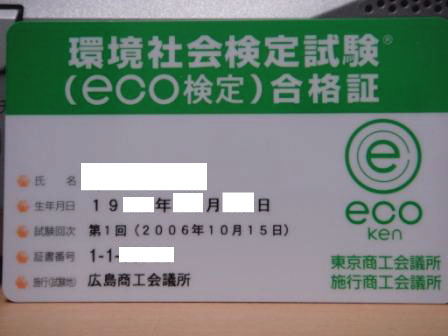 環境社会検定試験®
(eco検定)合格証
氏 名
生年月日 19 年 月 日
試験回次 第1回(2006年10月15日)
証書番号 1-1-
施行(試験地) 広島商工会議所
e
eco
ken
東京商工会議所
施行商工会議所